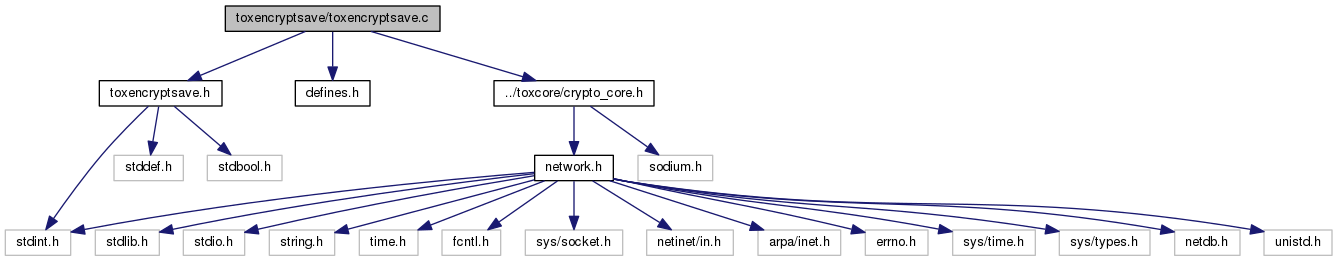 toxencryptsave/toxencryptsave.c
toxencryptsave.h
defines.h
../toxcore/crypto_core.h
stddef.h
stdbool.h
network.h
sodium.h
stdint.h
stdlib.h
stdio.h
string.h
time.h
fcntl.h
sys/socket.h
netinet/in.h
arpa/inet.h
errno.h
sys/time.h
sys/types.h
netdb.h
unistd.h